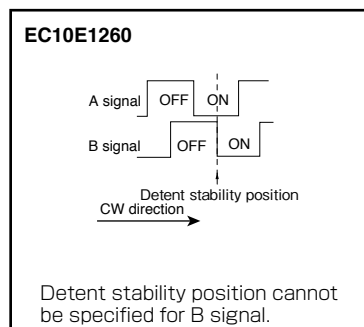 EC10E1260
A signal OFF ON
B signal OFF ON
Detent stability position
CW direction
Detent stability position cannot
be specified for B signal.